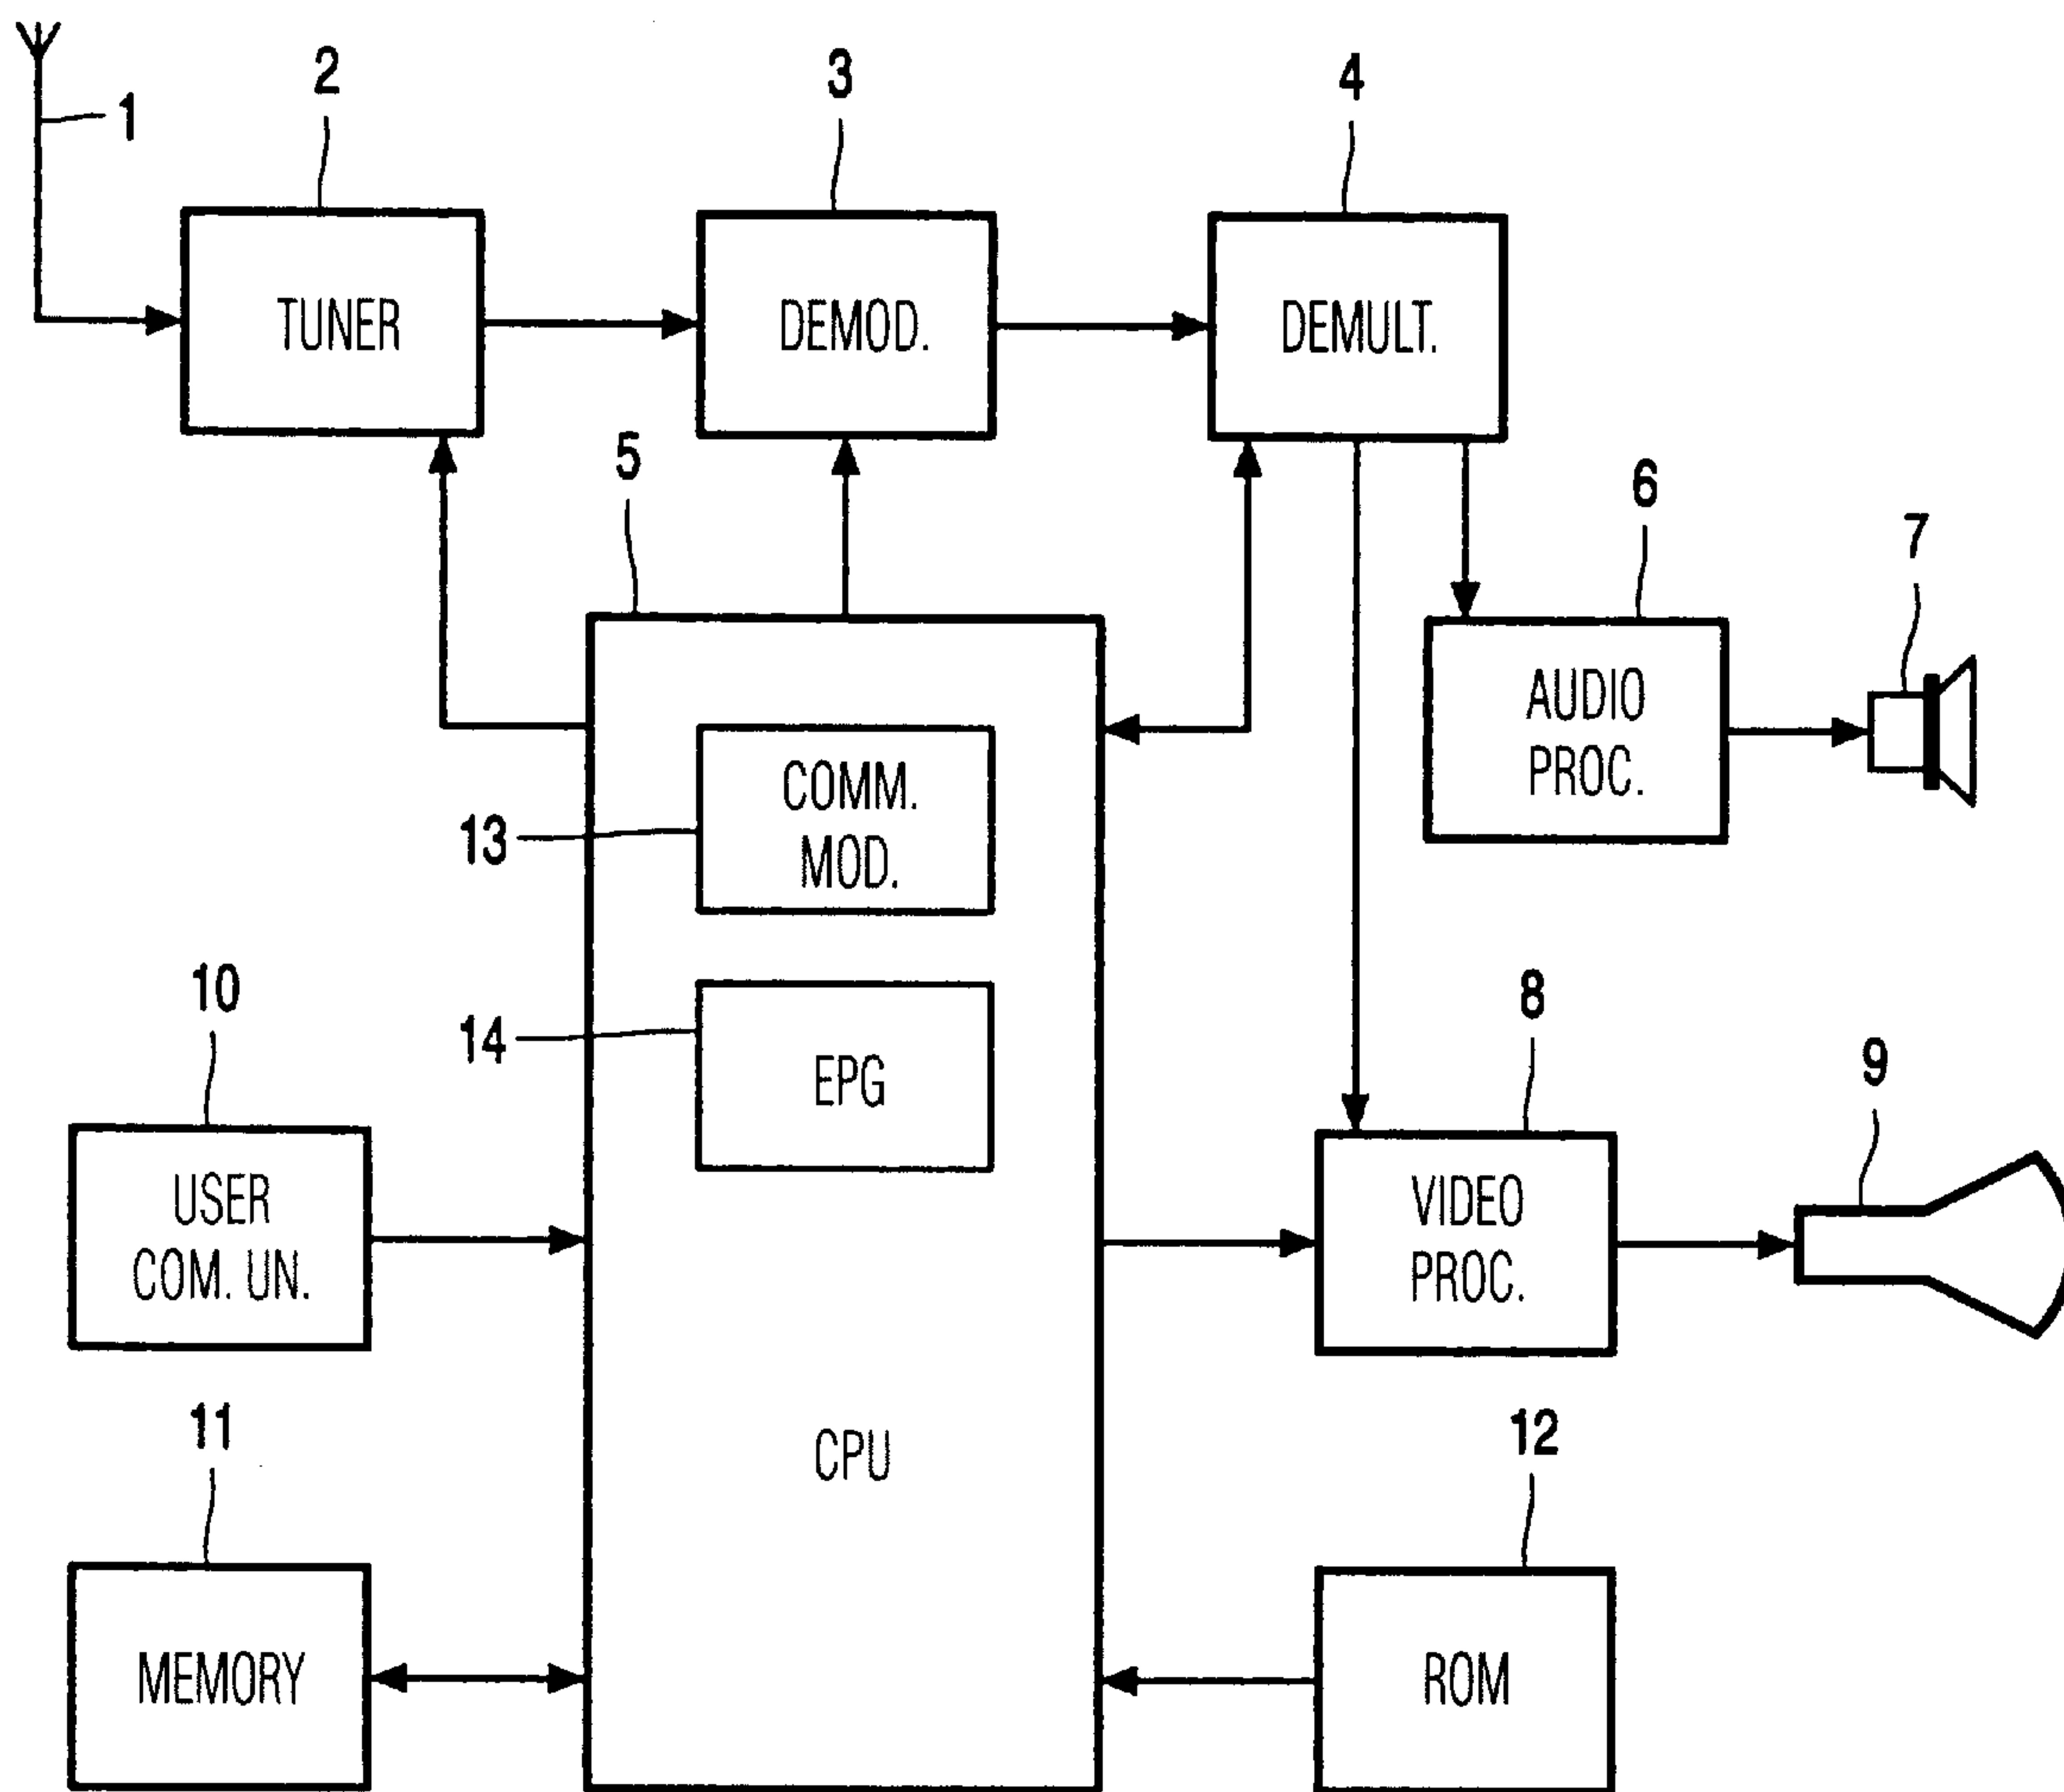 1
2
3
4
TUNER
DEMOD.
DEMULT.
5
6
7
AUDIO
PROC.
COMM.
MOD.
13
14
EPG
10
8
9
USER
COM. UN.
VIDEO
PROC.
11
CPU
12
MEMORY
ROM